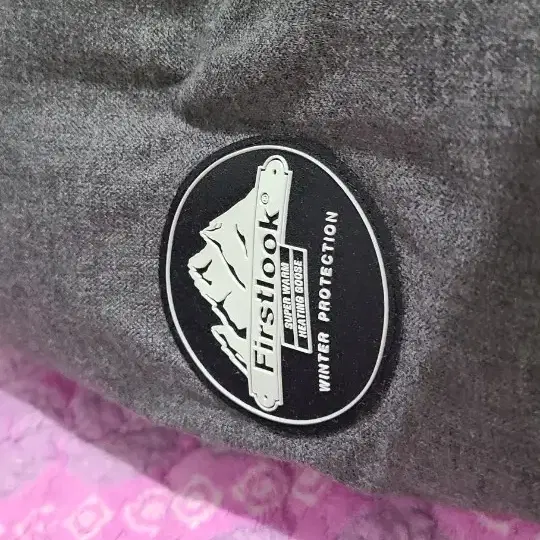 Firstlook®
SUPER WARM
HEATING GOOSE
WINTER PROTECTION